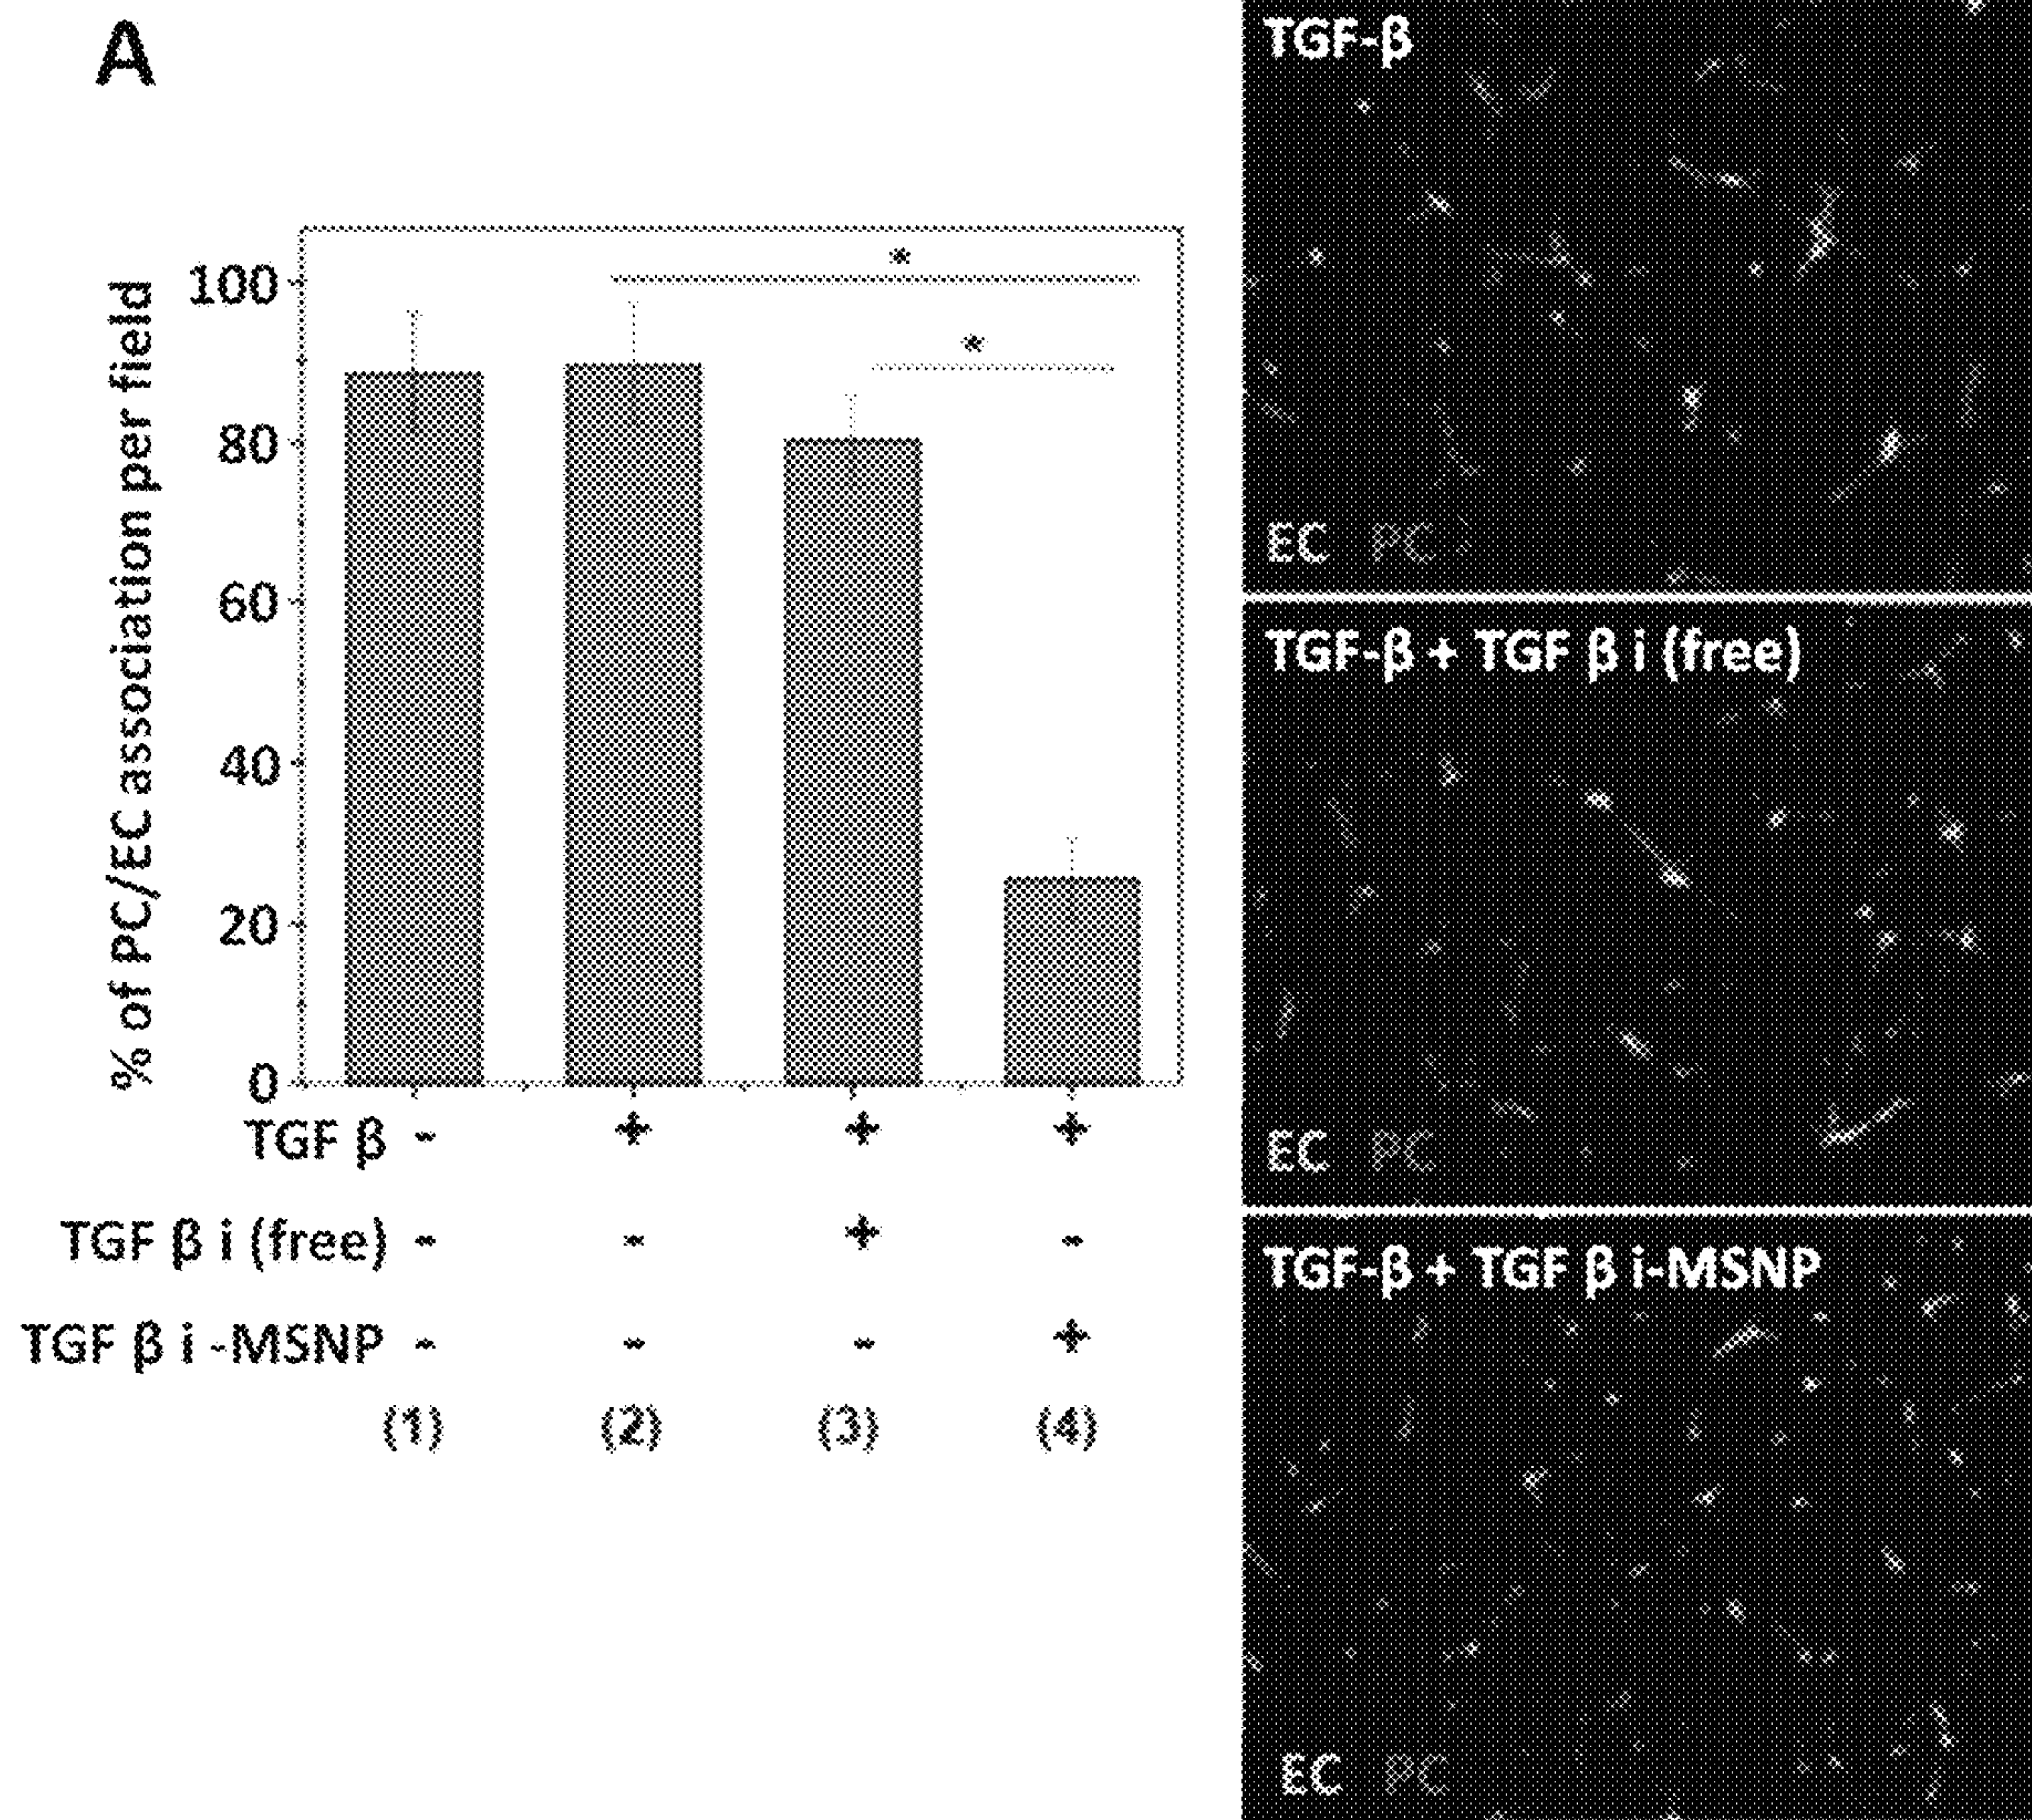 A
% of PC/EC association per field
100
80
60
40
20
0
*
*
TGF β - + + +
TGF β i (free) - - + -
TGF β i -MSNP - - - +
(1) (2) (3) (4)
TGF-β
EC PC
TGF-β + TGF β i (free)
EC PC
TGF-β + TGF β i-MSNP
EC PC